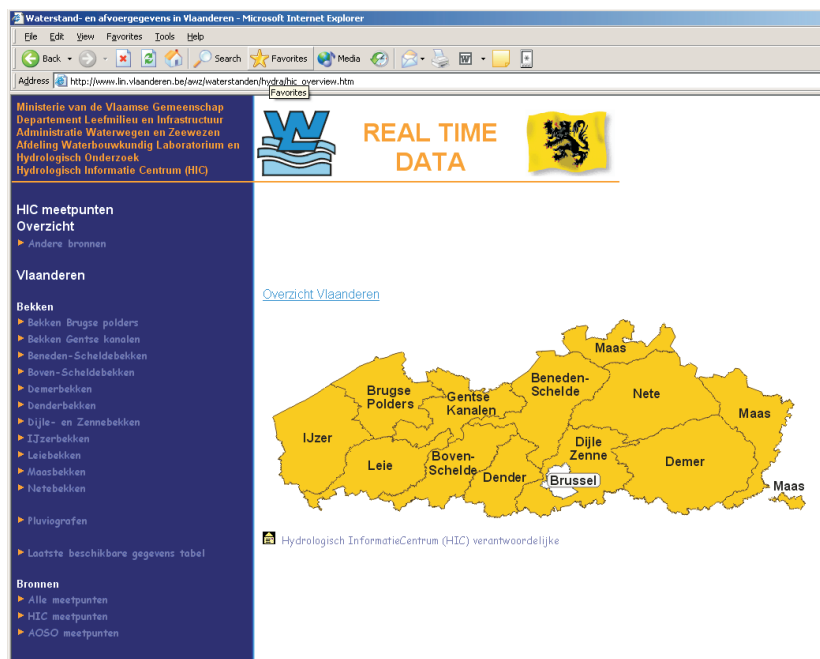 Waterstand- en afvoergegevens in Vlaanderen - Microsoft Internet Explorer
File Edit View Favorites Tools Help
Back Search Favorites Media
Address http://www.lin.vlaanderen.be/awz/waterstanden/hydra/hic_overview.htm
Favorites
Ministerie van de Vlaamse Gemeenschap
Departement Leefmilieu en Infrastructuur
Administratie Waterwegen en Zeewezen
Afdeling Waterbouwkundig Laboratorium en
Hydrologisch Onderzoek
Hydrologisch Informatie Centrum (HIC)
REAL TIME
DATA
HIC meetpunten
Overzicht
Andere bronnen
Vlaanderen
Bekken
Bekken Brugse polders
Bekken Gentse kanalen
Beneden-Scheldebekken
Boven-Scheldebekken
Demerbekken
Denderbekken
Dijle- en Zennebekken
IJzerbekken
Leiebekken
Maasbekken
Netebekken
Pluviografen
Laatste beschikbare gegevens tabel
Bronnen
Alle meetpunten
HIC meetpunten
AOSO meetpunten
Overzicht Vlaanderen
Maas
Beneden-
Schelde
Nete
Brugse
Polders
Gentse
Kanalen
Maas
IJzer
Leie
Boven-
Schelde
Dender
Dijle
Zenne
Demer
Brussel
Maas
Hydrologisch InformatieCentrum (HIC) verantwoordelijke